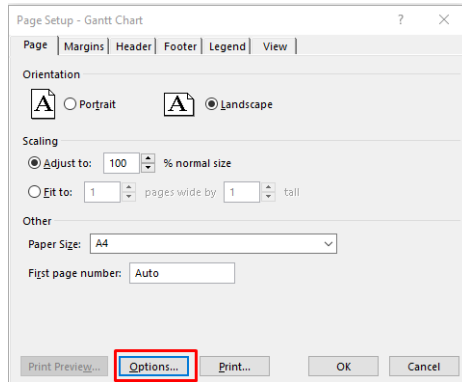 Page Setup - Gantt Chart ? ×
Page Margins Header Footer Legend View
Orientation
A Portrait A Landscape
Scaling
Adjust to: 100 % normal size
Fit to: 1 pages wide by 1 tall
Other
Paper Size: A4
First page number: Auto
Print Preview... Options... Print... OK Cancel